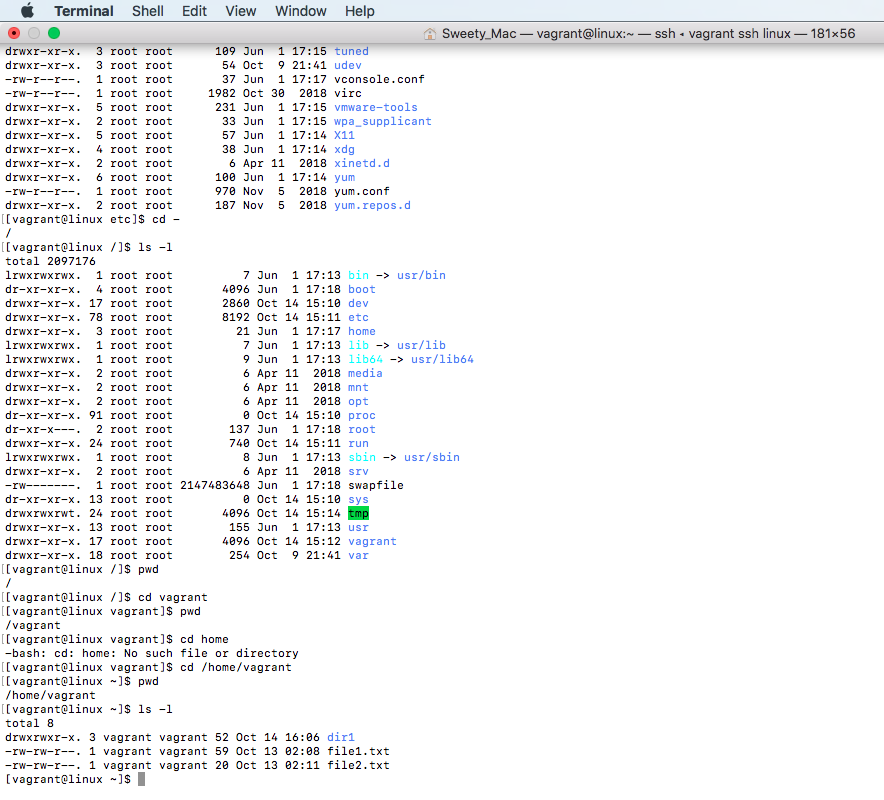 Terminal Shell Edit View Window Help
Sweety_Mac — vagrant@linux:~ — ssh ◂ vagrant ssh linux — 181×56
drwxr-xr-x. 3 root root 109 Jun 1 17:15 tuned
drwxr-xr-x. 3 root root 54 Oct 9 21:41 udev
-rw-r--r--. 1 root root 37 Jun 1 17:17 vconsole.conf
-rw-r--r--. 1 root root 1982 Oct 30 2018 virc
drwxr-xr-x. 5 root root 231 Jun 1 17:15 vmware-tools
drwxr-xr-x. 2 root root 33 Jun 1 17:15 wpa_supplicant
drwxr-xr-x. 5 root root 57 Jun 1 17:14 X11
drwxr-xr-x. 4 root root 38 Jun 1 17:14 xdg
drwxr-xr-x. 2 root root 6 Apr 11 2018 xinetd.d
drwxr-xr-x. 6 root root 100 Jun 1 17:14 yum
-rw-r--r--. 1 root root 970 Nov 5 2018 yum.conf
drwxr-xr-x. 2 root root 187 Nov 5 2018 yum.repos.d
[[vagrant@linux etc]$ cd -
/
[[vagrant@linux /]$ ls -l
total 2097176
lrwxrwxrwx. 1 root root 7 Jun 1 17:13 bin -> usr/bin
dr-xr-xr-x. 4 root root 4096 Jun 1 17:18 boot
drwxr-xr-x. 17 root root 2860 Oct 14 15:10 dev
drwxr-xr-x. 78 root root 8192 Oct 14 15:11 etc
drwxr-xr-x. 3 root root 21 Jun 1 17:17 home
lrwxrwxrwx. 1 root root 7 Jun 1 17:13 lib -> usr/lib
lrwxrwxrwx. 1 root root 9 Jun 1 17:13 lib64 -> usr/lib64
drwxr-xr-x. 2 root root 6 Apr 11 2018 media
drwxr-xr-x. 2 root root 6 Apr 11 2018 mnt
drwxr-xr-x. 2 root root 6 Apr 11 2018 opt
dr-xr-xr-x. 91 root root 0 Oct 14 15:10 proc
dr-xr-x---. 2 root root 137 Jun 1 17:18 root
drwxr-xr-x. 24 root root 740 Oct 14 15:11 run
lrwxrwxrwx. 1 root root 8 Jun 1 17:13 sbin -> usr/sbin
drwxr-xr-x. 2 root root 6 Apr 11 2018 srv
-rw-------. 1 root root 2147483648 Jun 1 17:18 swapfile
dr-xr-xr-x. 13 root root 0 Oct 14 15:10 sys
drwxrwxrwt. 24 root root 4096 Oct 14 15:14 tmp
drwxr-xr-x. 13 root root 155 Jun 1 17:13 usr
drwxr-xr-x. 17 root root 4096 Oct 14 15:12 vagrant
drwxr-xr-x. 18 root root 254 Oct 9 21:41 var
[[vagrant@linux /]$ pwd
/
[[vagrant@linux /]$ cd vagrant
[[vagrant@linux vagrant]$ pwd
/vagrant
[[vagrant@linux vagrant]$ cd home
-bash: cd: home: No such file or directory
[[vagrant@linux vagrant]$ cd /home/vagrant
[[vagrant@linux ~]$ pwd
/home/vagrant
[[vagrant@linux ~]$ ls -l
total 8
drwxrwxr-x. 3 vagrant vagrant 52 Oct 14 16:06 dir1
-rw-rw-r--. 1 vagrant vagrant 59 Oct 13 02:08 file1.txt
-rw-rw-r--. 1 vagrant vagrant 20 Oct 13 02:11 file2.txt
[vagrant@linux ~]$